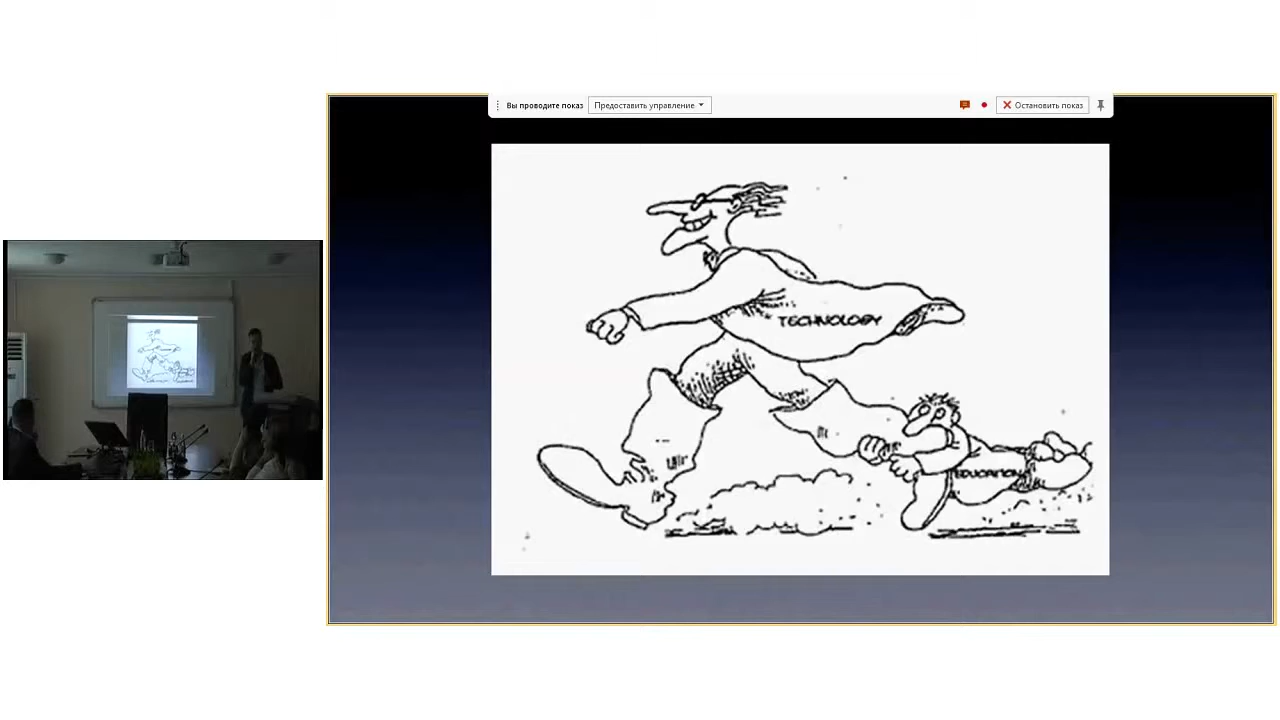 Вы проводите показ
Предоставить управление
Остановить показ
TECHNOLOGY
EDUCATION